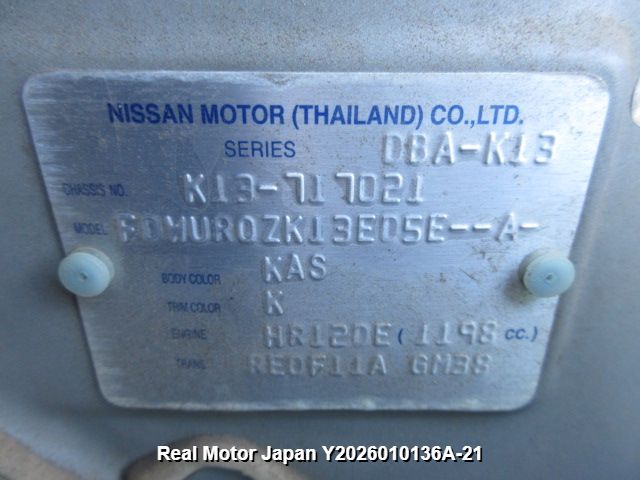 NISSAN MOTOR (THAILAND) CO.,LTD.
SERIES DBA-K13
CHASSIS NO. K13-717021
MODEL FDMURQZK13EDSE--A-
BODY COLOR KAS
TRIM COLOR K
ENGINE HR12DE ( 1198 cc.)
TRANS RE0F11A GM38
Real Motor Japan Y2026010136A-21